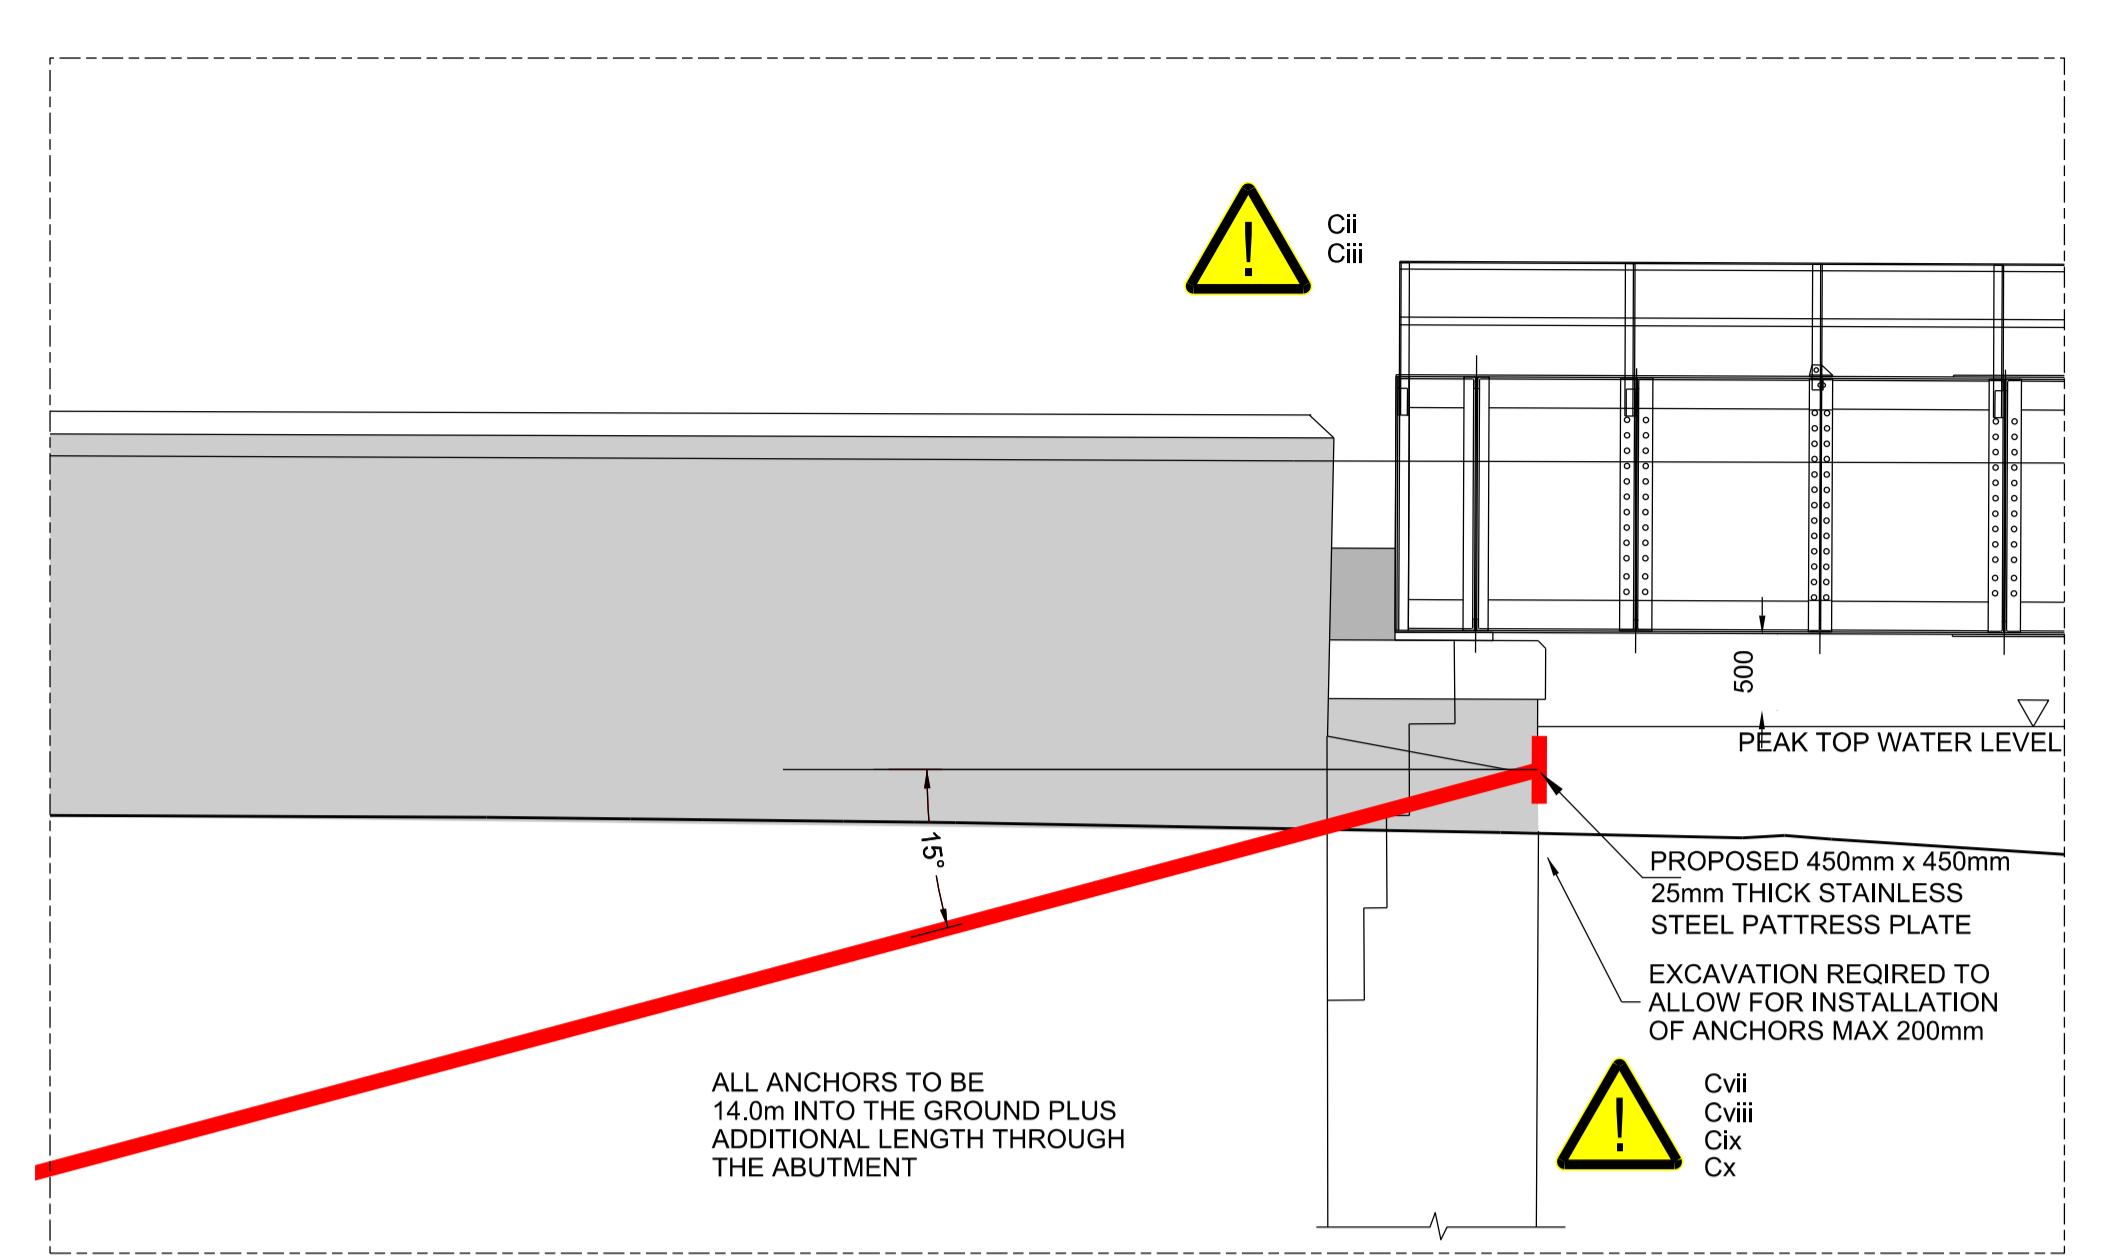 !
Cii
Ciii
500
PEAK TOP WATER LEVEL
15°
PROPOSED 450mm x 450mm
25mm THICK STAINLESS
STEEL PATTRESS PLATE
EXCAVATION REQIRED TO
ALLOW FOR INSTALLATION
OF ANCHORS MAX 200mm
ALL ANCHORS TO BE
14.0m INTO THE GROUND PLUS
ADDITIONAL LENGTH THROUGH
THE ABUTMENT
!
Cvii
Cviii
Cix
Cx